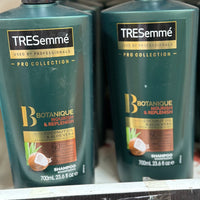 TRESemmé
USED BY PROFESSIONALS
PRO COLLECTION
BOTANIQUE
NOURISH
& REPLENISH
SHAMPOO
700mL 23.6 fl oz ℮
TRESemmé
USED BY PROFESSIONALS
PRO COLLECTION
B BOTANIQUE
NOURISH
& REPLENISH
SHAMPOO
700mL 23.6 fl oz ℮